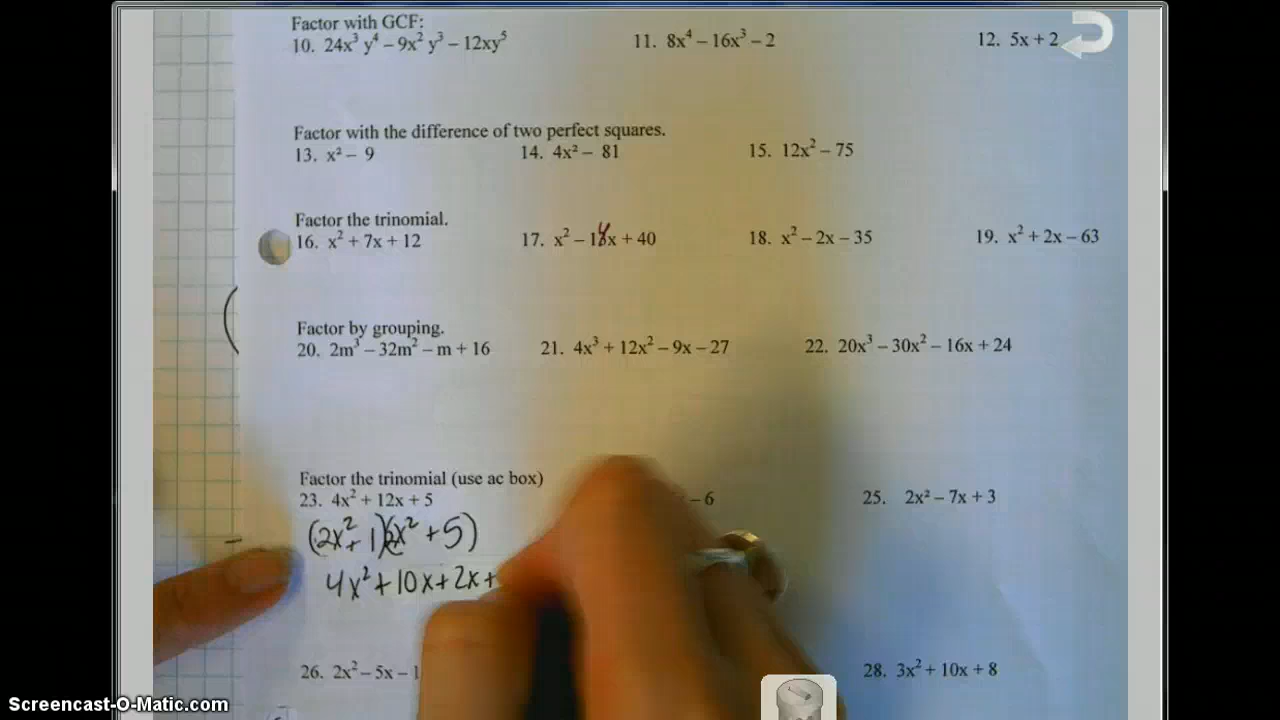 Factor with GCF:
10. 24x³ y⁴ – 9x² y³ – 12xy⁵ 11. 8x⁴ – 16x³ – 2 12. 5x + 2
Factor with the difference of two perfect squares.
13. x² – 9 14. 4x² – 81 15. 12x² – 75
Factor the trinomial.
16. x² + 7x + 12 17. x² – 14x + 40 18. x² – 2x – 35 19. x² + 2x – 63
Factor by grouping.
20. 2m³ – 32m² – m + 16 21. 4x³ + 12x² – 9x – 27 22. 20x³ – 30x² – 16x + 24
Factor the trinomial (use ac box)
23. 4x² + 12x + 5 – 6 25. 2x² – 7x + 3
(2x² + 1)(2x² + 5)
4x² + 10x + 2x +
26. 2x² – 5x – 1 28. 3x² + 10x + 8
Screencast-O-Matic.com